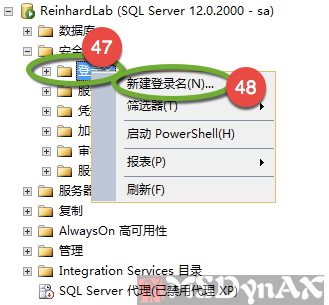 ReinhardLab (SQL Server 12.0.2000 - sa)
数据库
安全
47
登
新建登录名(N)...
48
服
筛选器(T)
凭
启动 PowerShell(H)
加
审
报表(P)
服
服务器
刷新(F)
复制
AlwaysOn 高可用性
管理
Integration Services 目录
SQL Server 代理(已禁用代理 XP)